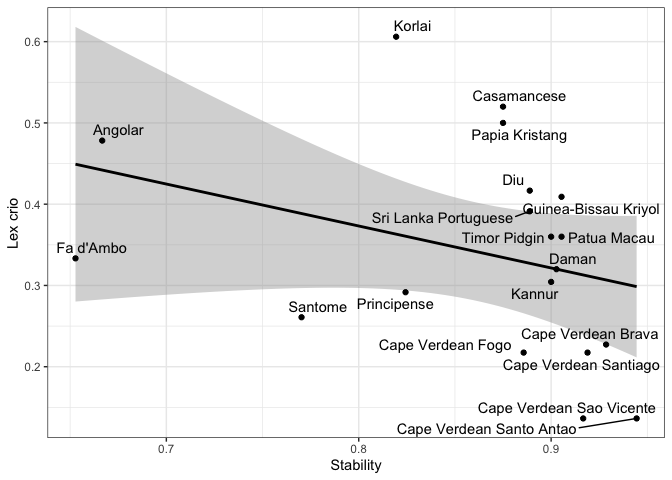 Korlai
0.6
Casamancese
0.5
Angolar
Papia Kristang
Diu
0.4
Guinea-Bissau Kriyol
Sri Lanka Portuguese
Timor Pidgin
Patua Macau
Fa d'Ambo
Daman
0.3
Kannur
Santome
Principense
Cape Verdean Brava
Cape Verdean Fogo
Cape Verdean Santiago
0.2
Cape Verdean Sao Vicente
Cape Verdean Santo Antao
0.7
0.8
0.9
Stability
Lex crio